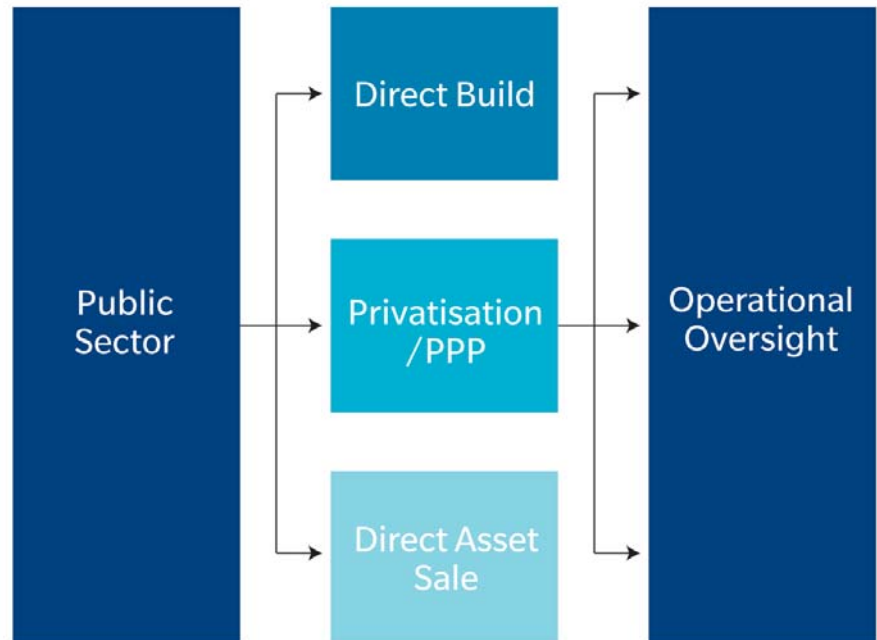 Public
Sector
Direct Build
Privatisation
/PPP
Direct Asset
Sale
Operational
Oversight